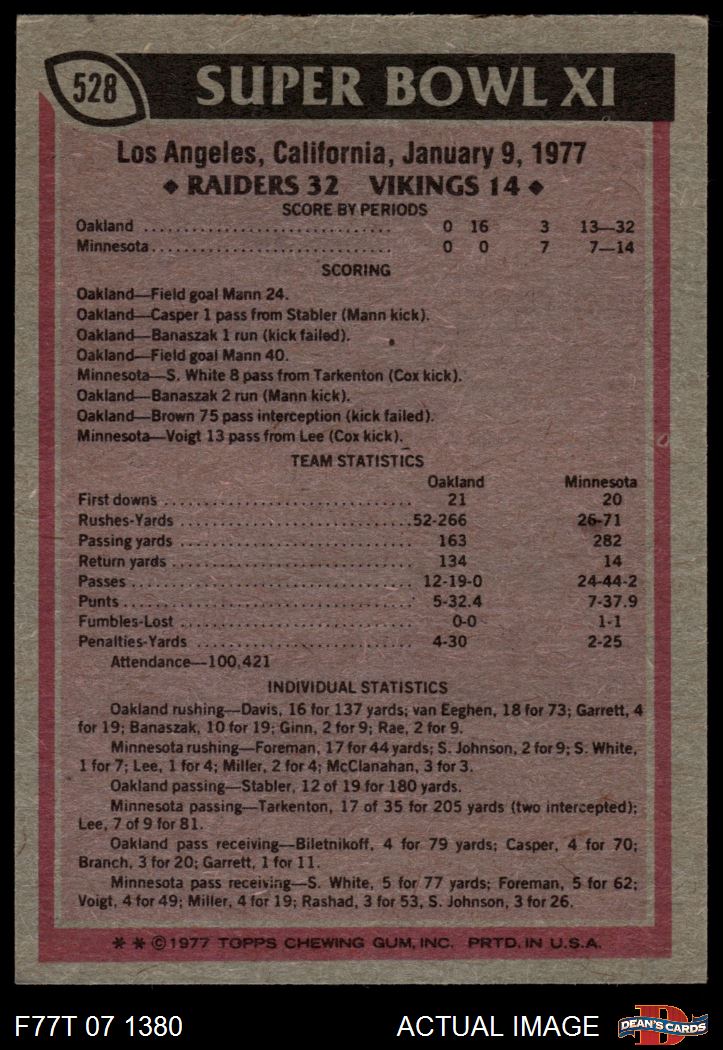 528
SUPER BOWL XI
Los Angeles, California, January 9, 1977
◆ RAIDERS 32 VIKINGS 14 ◆
SCORE BY PERIODS
Oakland .............................. 0 16 3 13—32
Minnesota .............................. 0 0 7 7—14
SCORING
Oakland—Field goal Mann 24.
Oakland—Casper 1 pass from Stabler (Mann kick).
Oakland—Banaszak 1 run (kick failed).
Oakland—Field goal Mann 40.
Minnesota—S. White 8 pass from Tarkenton (Cox kick).
Oakland—Banaszak 2 run (Mann kick).
Oakland—Brown 75 pass interception (kick failed).
Minnesota—Voigt 13 pass from Lee (Cox kick).
TEAM STATISTICS
Oakland Minnesota
First downs .............................. 21 20
Rushes-Yards .............................. 52-266 26-71
Passing yards .............................. 163 282
Return yards .............................. 134 14
Passes .............................. 12-19-0 24-44-2
Punts .............................. 5-32.4 7-37.9
Fumbles-Lost .............................. 0-0 1-1
Penalties-Yards .............................. 4-30 2-25
Attendance—100,421
INDIVIDUAL STATISTICS
Oakland rushing—Davis, 16 for 137 yards; van Eeghen, 18 for 73; Garrett, 4
for 19; Banaszak, 10 for 19; Ginn, 2 for 9; Rae, 2 for 9.
Minnesota rushing—Foreman, 17 for 44 yards; S. Johnson, 2 for 9; S. White,
1 for 7; Lee, 1 for 4; Miller, 2 for 4; McClanahan, 3 for 3.
Oakland passing—Stabler, 12 of 19 for 180 yards.
Minnesota passing—Tarkenton, 17 of 35 for 205 yards (two intercepted);
Lee, 7 of 9 for 81.
Oakland pass receiving—Biletnikoff, 4 for 79 yards; Casper, 4 for 70;
Branch, 3 for 20; Garrett, 1 for 11.
Minnesota pass receiving—S. White, 5 for 77 yards; Foreman, 5 for 62;
Voigt, 4 for 49; Miller, 4 for 19; Rashad, 3 for 53, S. Johnson, 3 for 26.
✻ ✻ ©1977 TOPPS CHEWING GUM, INC. PRTD. IN U.S.A.
F77T 07 1380 ACTUAL IMAGE D DEAN'S CARDS